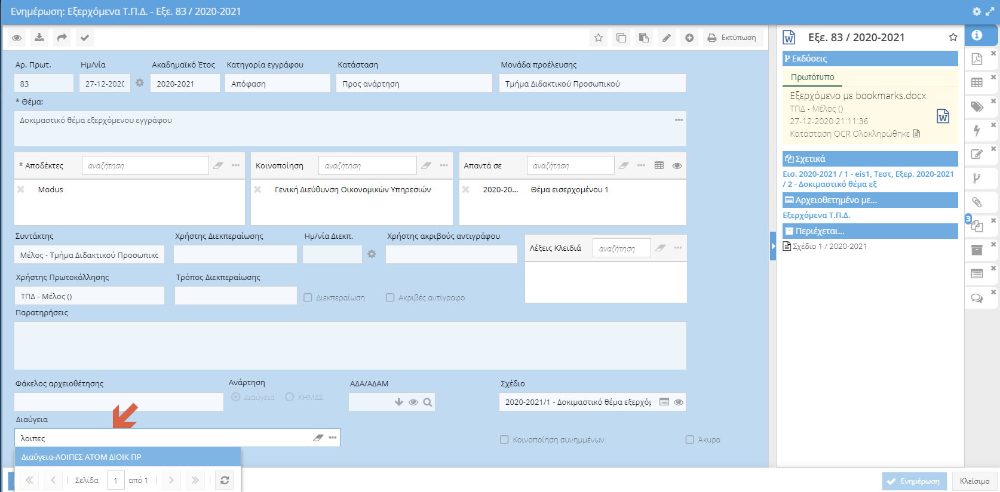 Ενημέρωση: Εξερχόμενα Τ.Π.Δ. - Εξε. 83 / 2020-2021
Εκτύπωση
Αρ. Πρωτ.
Ημ/νία
Ακαδημαϊκό Έτος
Κατηγορία εγγράφου
Κατάσταση
Μονάδα προέλευσης
83
27-12-2020
2020-2021
Απόφαση
Προς ανάρτηση
Τμήμα Διδακτικού Προσωπικού
* Θέμα:
Δοκιμαστικό θέμα εξερχόμενου εγγράφου
* Αποδέκτες
αναζήτηση
Κοινοποίηση
αναζήτηση
Απαντά σε
αναζήτηση
Modus
Γενική Διεύθυνση Οικονομικών Υπηρεσιών
2020-20...
Θέμα εισερχομένου 1
Συντάκτης
Χρήστης Διεκπεραίωσης
Ημ/νία Διεκπ.
Χρήστης ακριβούς αντιγράφου
Λέξεις Κλειδιά
αναζήτηση
Μέλος - Τμήμα Διδακτικού Προσωπικο
Χρήστης Πρωτοκόλλησης
Τρόπος Διεκπεραίωσης
ΤΠΔ - Μέλος ()
Διεκπεραίωση
Ακριβές αντίγραφο
Παρατηρήσεις
Φάκελος αρχειοθέτησης
Ανάρτηση
ΑΔΑ/ΑΔΑΜ
Σχέδιο
Διαύγεια
ΚΗΜΔΣ
2020-2021/1 - Δοκιμαστικό θέμα εξερχόμ
Διαύγεια
λοιπες
Κοινοποίηση συνημμένων
Άκυρο
Διαύγεια-ΛΟΙΠΕΣ ΑΤΟΜ ΔΙΟΙΚ ΠΡ
Σελίδα
1
από 1
Εξε. 83 / 2020-2021
Εκδόσεις
Πρωτότυπο
Εξερχόμενο με bookmarks.docx
ΤΠΔ - Μέλος ()
27-12-2020 21:11:36
Κατάσταση OCR Ολοκληρώθηκε
Σχετικά
Εισ. 2020-2021 / 1 - eis1, Τεστ, Εξερ. 2020-2021
/ 2 - Δοκιμαστικό θέμα εξ
Αρχειοθετημένο με...
Εξερχόμενα Τ.Π.Δ.
Περιέχεται...
Σχέδιο 1 / 2020-2021
3
Ενημέρωση
Κλείσιμο